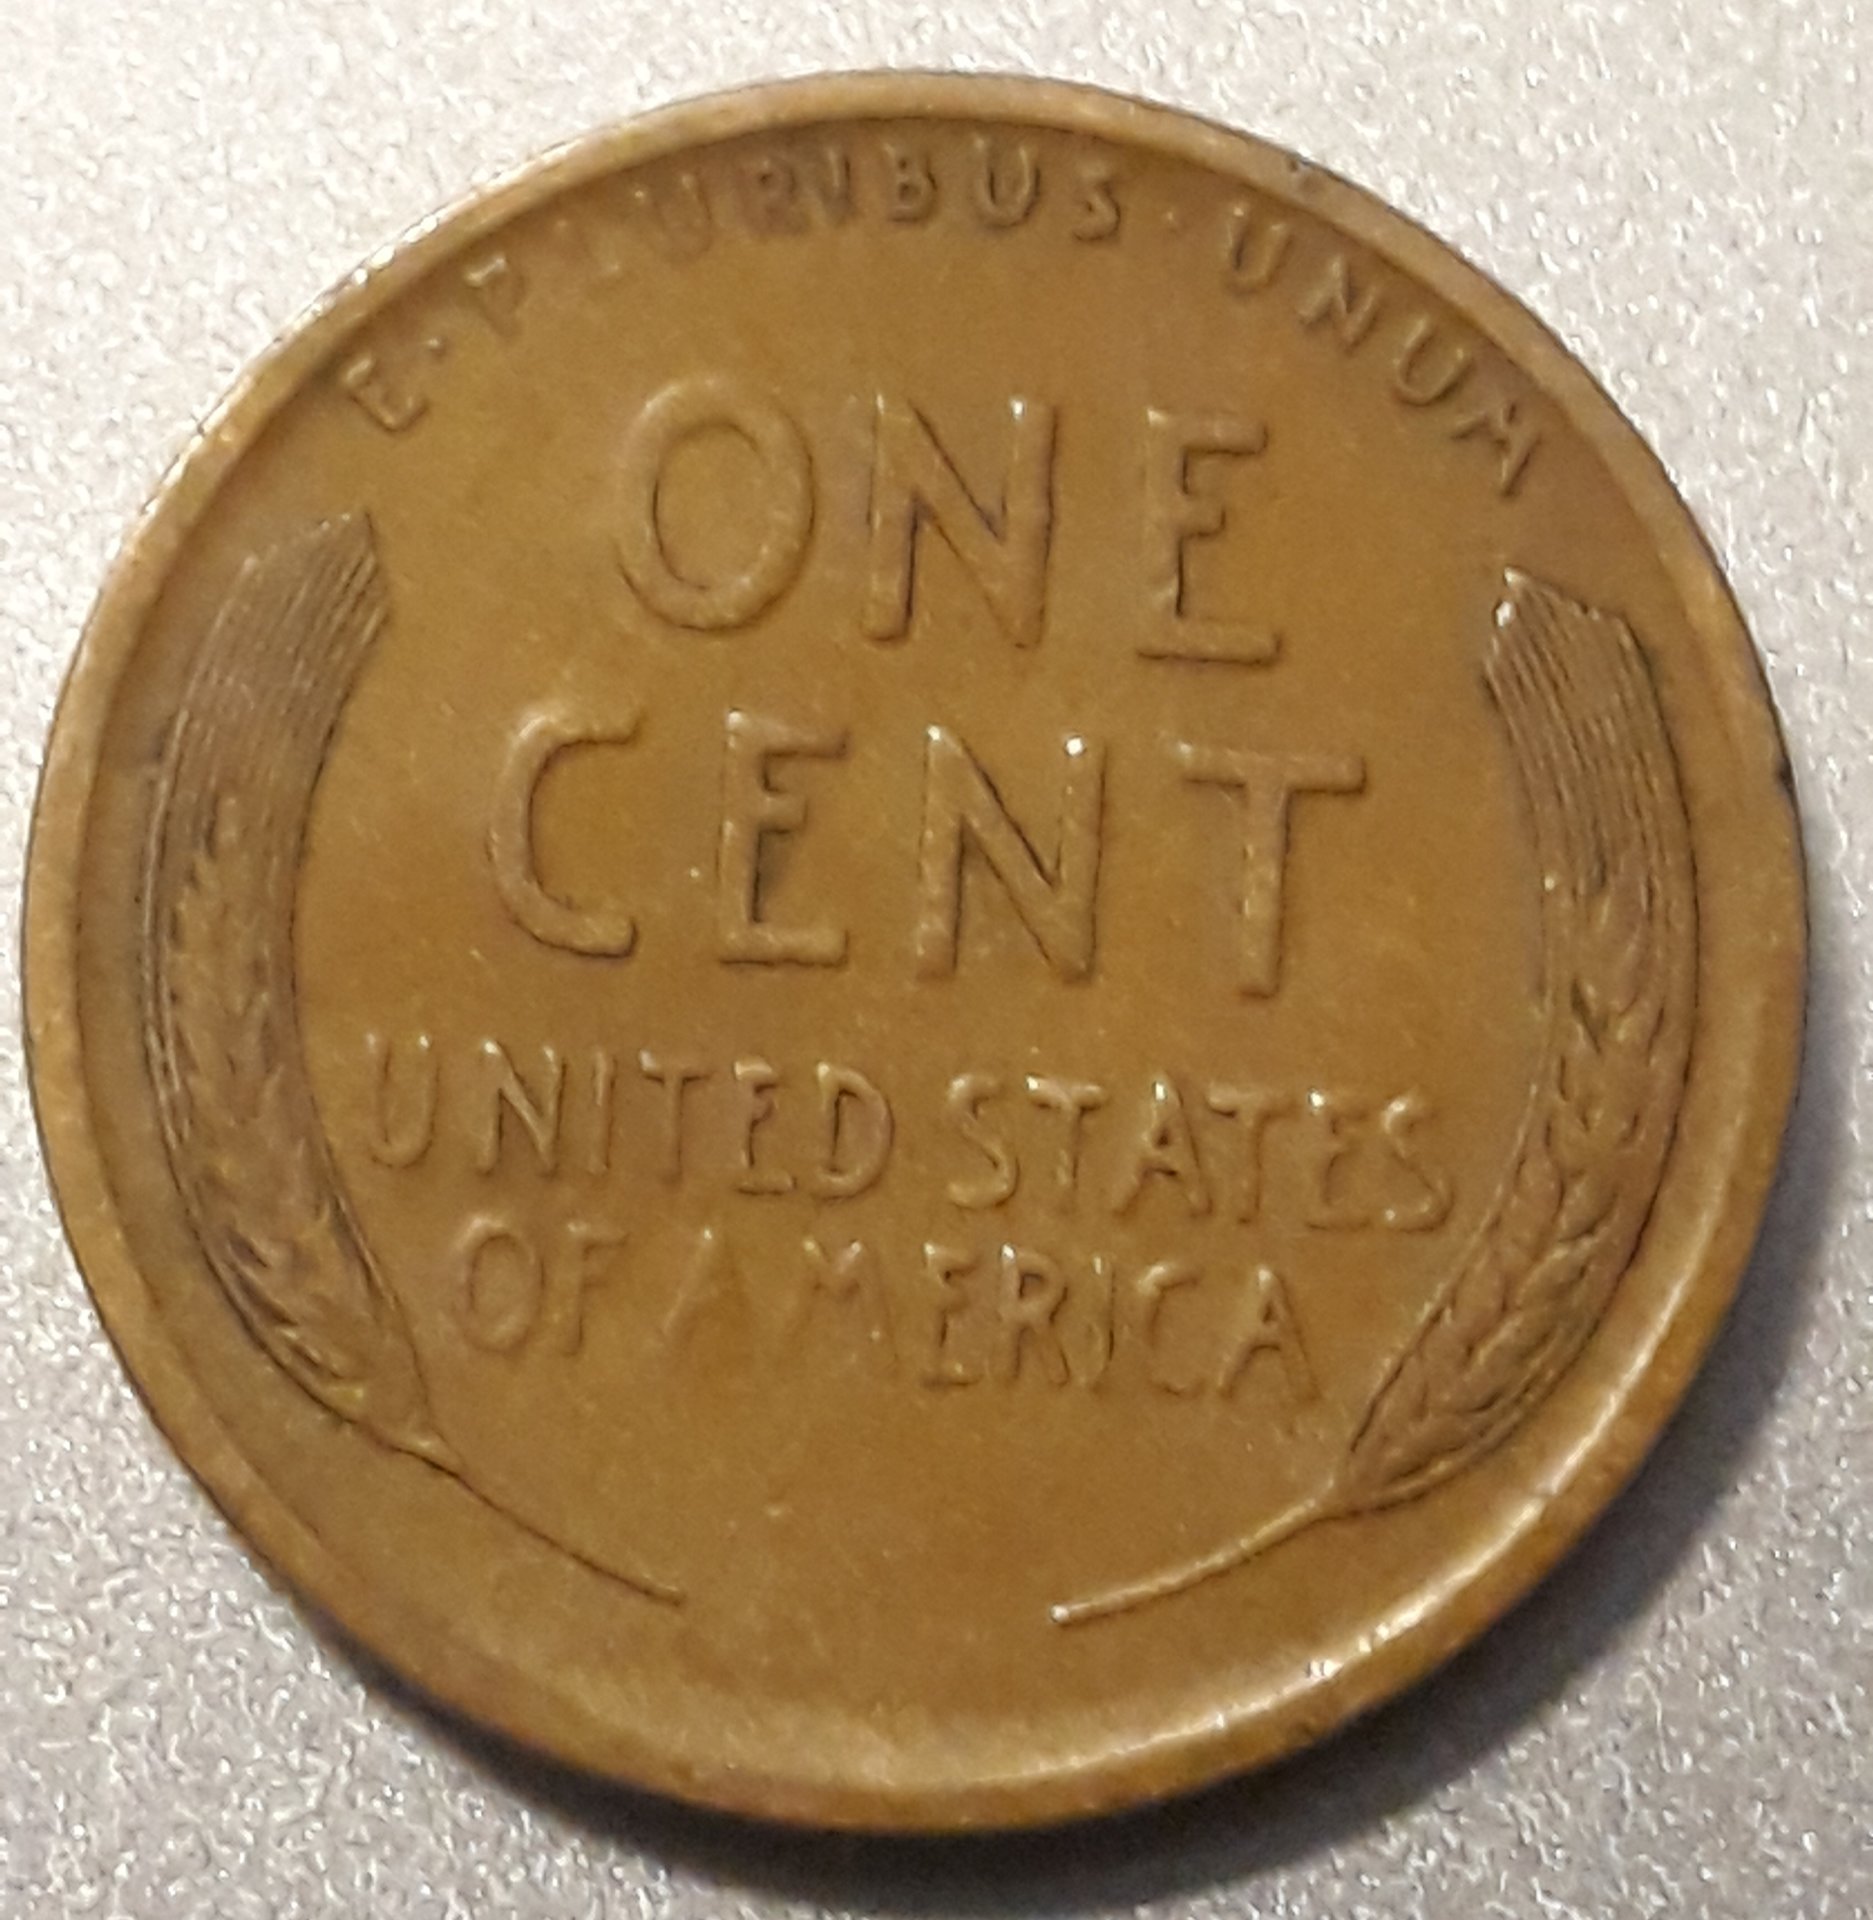 E·PLURIBUS·UNUM
ONE
CENT
UNITED STATES
OF AMERICA